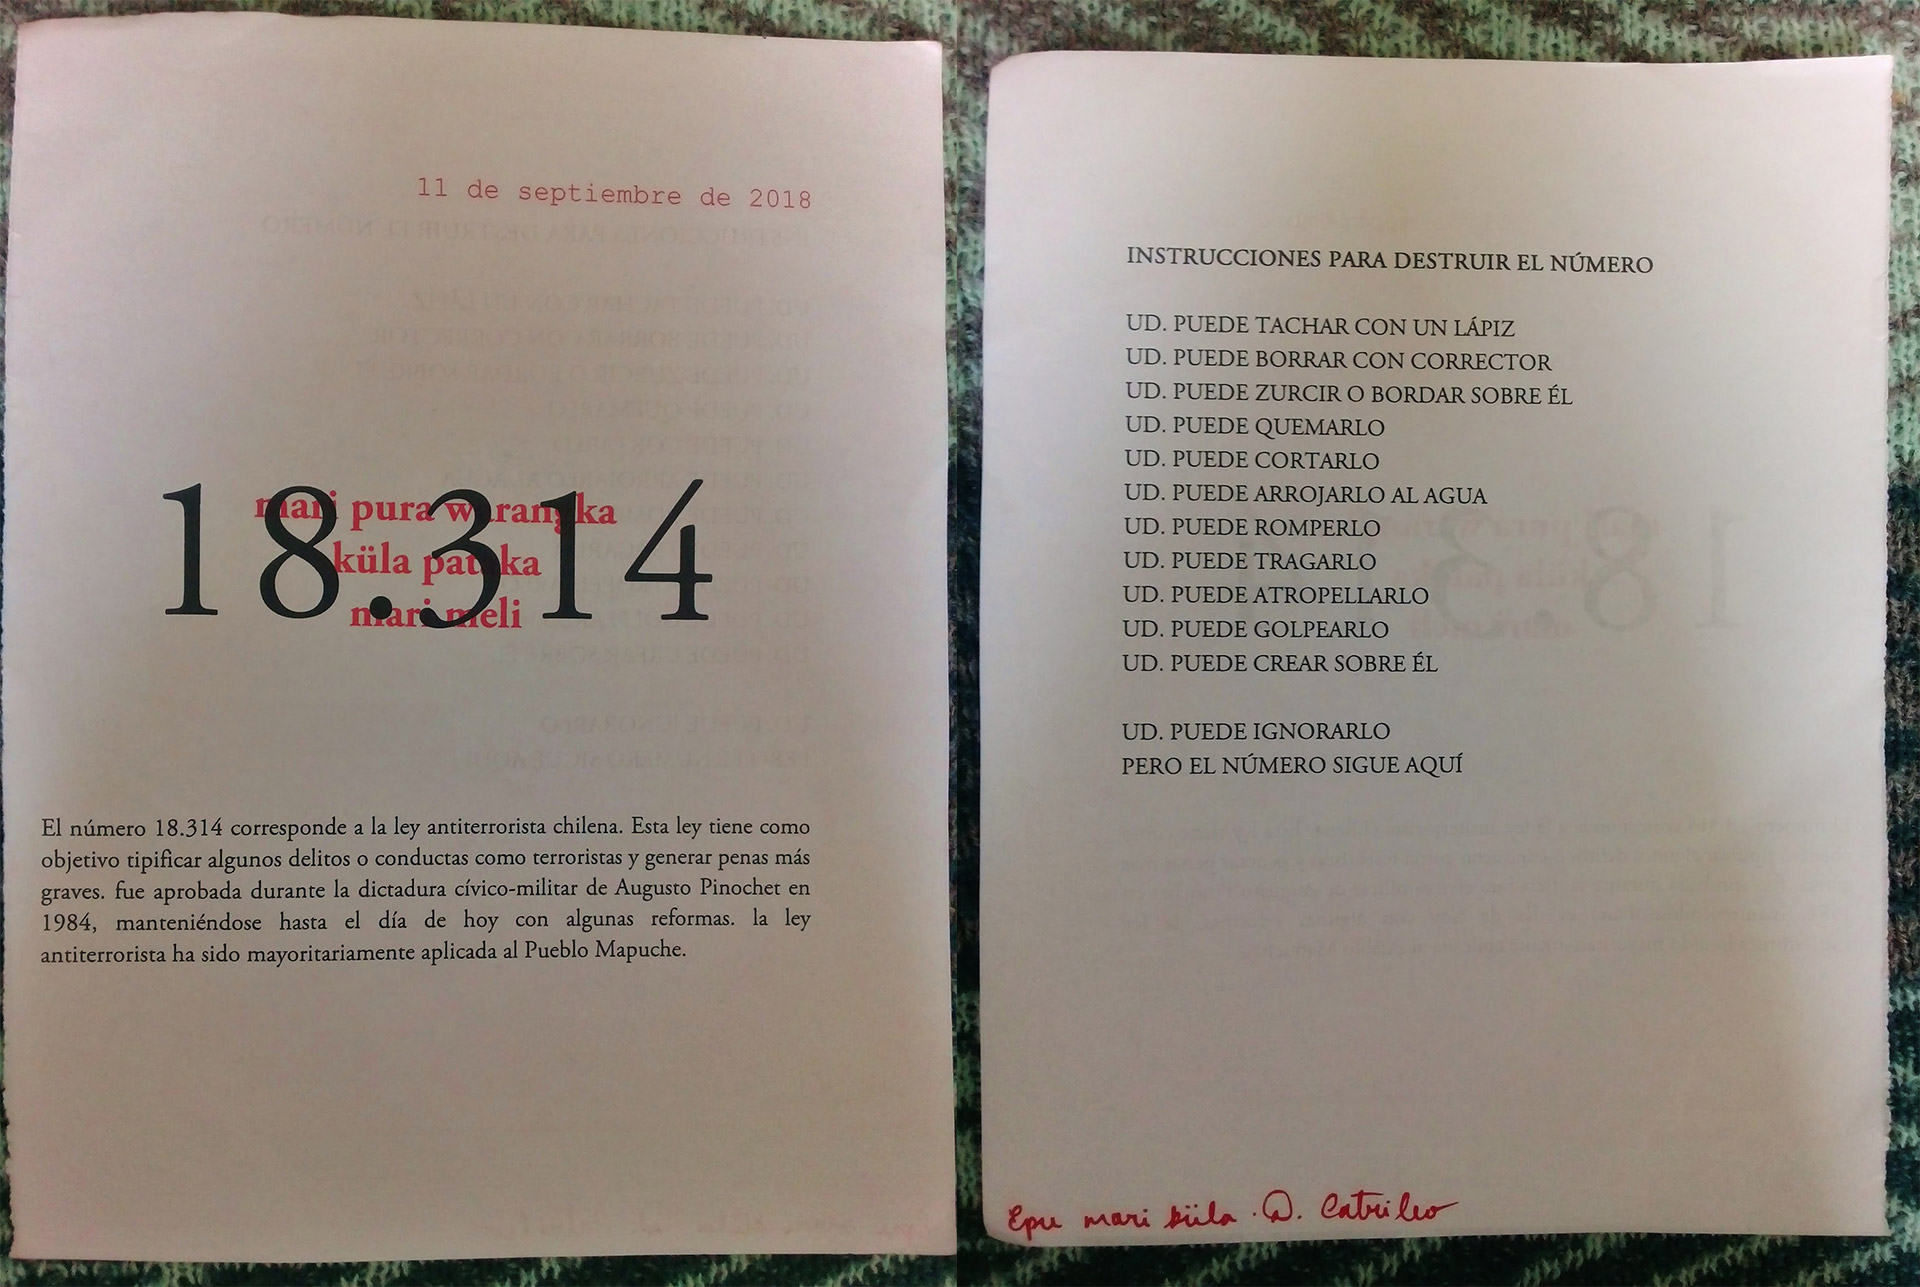 11 de septiembre de 2018
18.314
mari pura warangka
küla pataka
mari meli
El número 18.314 corresponde a la ley antiterrorista chilena. Esta ley tiene como
objetivo tipificar algunos delitos o conductas como terroristas y generar penas más
graves. fue aprobada durante la dictadura cívico-militar de Augusto Pinochet en
1984, manteniéndose hasta el día de hoy con algunas reformas. la ley
antiterrorista ha sido mayoritariamente aplicada al Pueblo Mapuche.
INSTRUCCIONES PARA DESTRUIR EL NÚMERO
UD. PUEDE TACHAR CON UN LÁPIZ
UD. PUEDE BORRAR CON CORRECTOR
UD. PUEDE ZURCIR O BORDAR SOBRE ÉL
UD. PUEDE QUEMARLO
UD. PUEDE CORTARLO
UD. PUEDE ARROJARLO AL AGUA
UD. PUEDE ROMPERLO
UD. PUEDE TRAGARLO
UD. PUEDE ATROPELLARLO
UD. PUEDE GOLPEARLO
UD. PUEDE CREAR SOBRE ÉL
UD. PUEDE IGNORARLO
PERO EL NÚMERO SIGUE AQUÍ
Epu mari küla . A. Catrileo